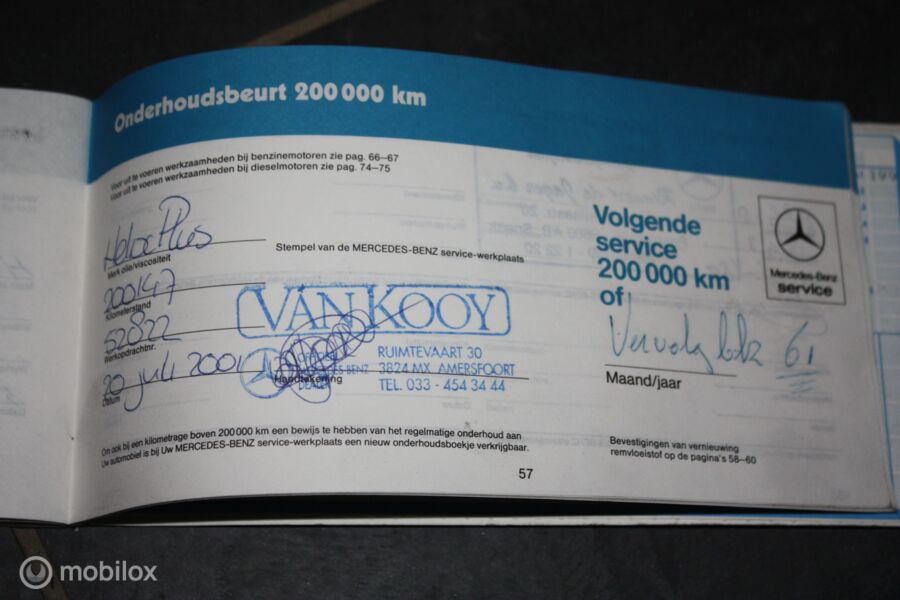 Onderhoudsbeurt 200 000 km
Voor uit te voeren werkzaamheden bij benzinemotoren zie pag. 66–67
Voor uit te voeren werkzaamheden bij dieselmotoren zie pag. 74–75
Helix Plus
Merk olie/viscositeit
Stempel van de MERCEDES-BENZ service-werkplaats
200147
Kilometerstand
52822
Werkopdrachtnr.
20 juli 2001
Datum
VAN KOOY
RUIMTEVAART 30
3824 MX AMERSFOORT
TEL. 033 - 454 34 44
OFFICIEEL
MERCEDES BENZ
DEALER
Handtekening
Om ook bij een kilometrage boven 200 000 km een bewijs te hebben van het regelmatige onderhoud aan
Uw automobiel is bij Uw MERCEDES-BENZ service-werkplaats een nieuw onderhoudsboekje verkrijgbaar.
57
Volgende
service
200 000 km
of
Vervolg blz 61
Maand/jaar
Mercedes-Benz
service
Bevestigingen van vernieuwing
remvloeistof op de pagina's 58–60
mobilox